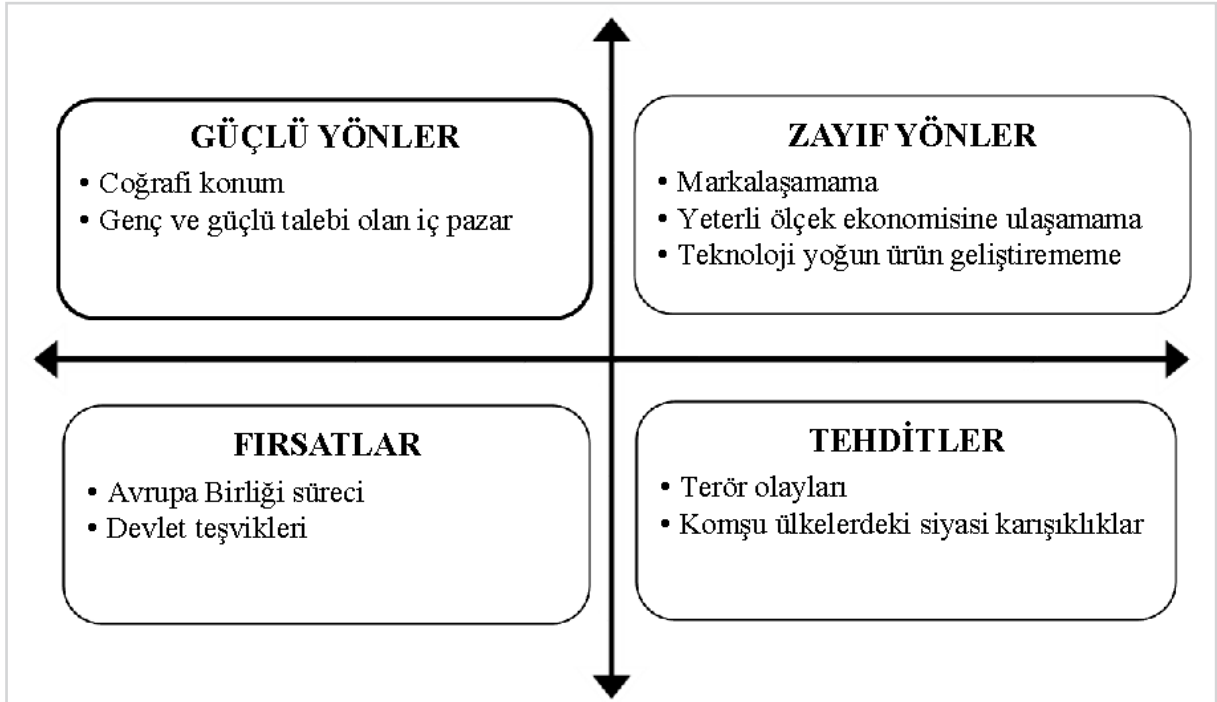 GÜÇLÜ YÖNLER
• Coğrafi konum
• Genç ve güçlü talebi olan iç pazar
ZAYIF YÖNLER
• Markalaşamama
• Yeterli ölçek ekonomisine ulaşamama
• Teknoloji yoğun ürün geliştirememe
FIRSATLAR
• Avrupa Birliği süreci
• Devlet teşvikleri
TEHDİTLER
• Terör olayları
• Komşu ülkelerdeki siyasi karışıklıklar